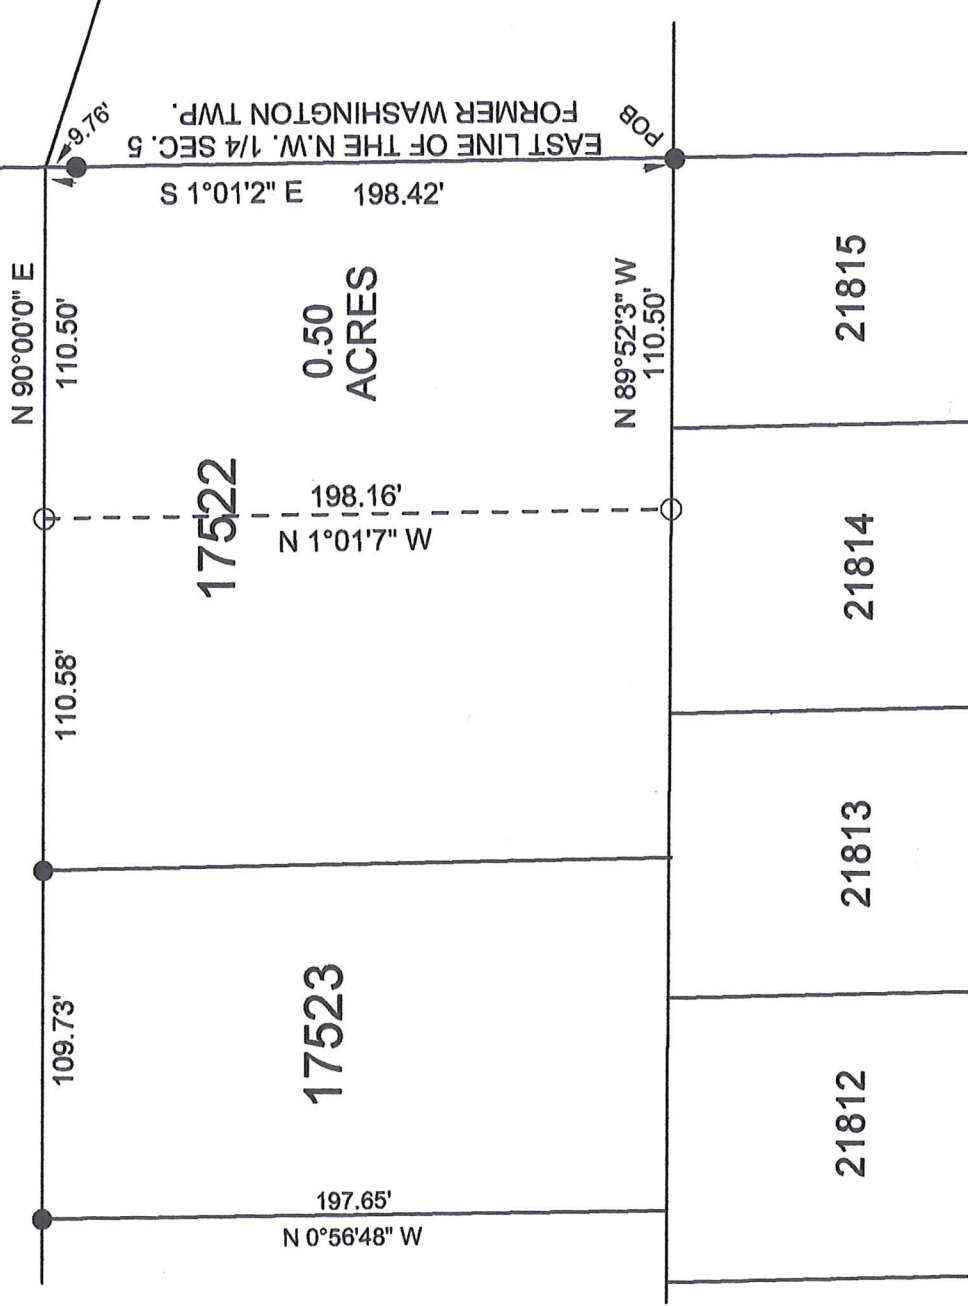 9.76'
EAST LINE OF THE N.W. 1/4 SEC. 5
FORMER WASHINGTON TWP.
POB
S 1°01'2" E 198.42'
N 90°00'0" E
110.50'
0.50
ACRES
N 89°52'3" W
110.50'
21815
17522
198.16'
N 1°01'7" W
21814
110.58'
21813
109.73'
17523
21812
197.65'
N 0°56'48" W